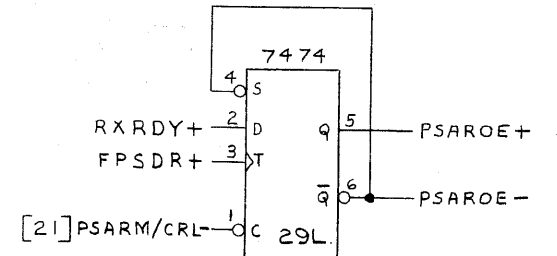 7474
4 S
RXRDY+ 2 D Q 5 PSAROE+
FPSDR+ 3 T
Q 6 PSAROE-
[21]PSARM/CRL- 1 C
29L.